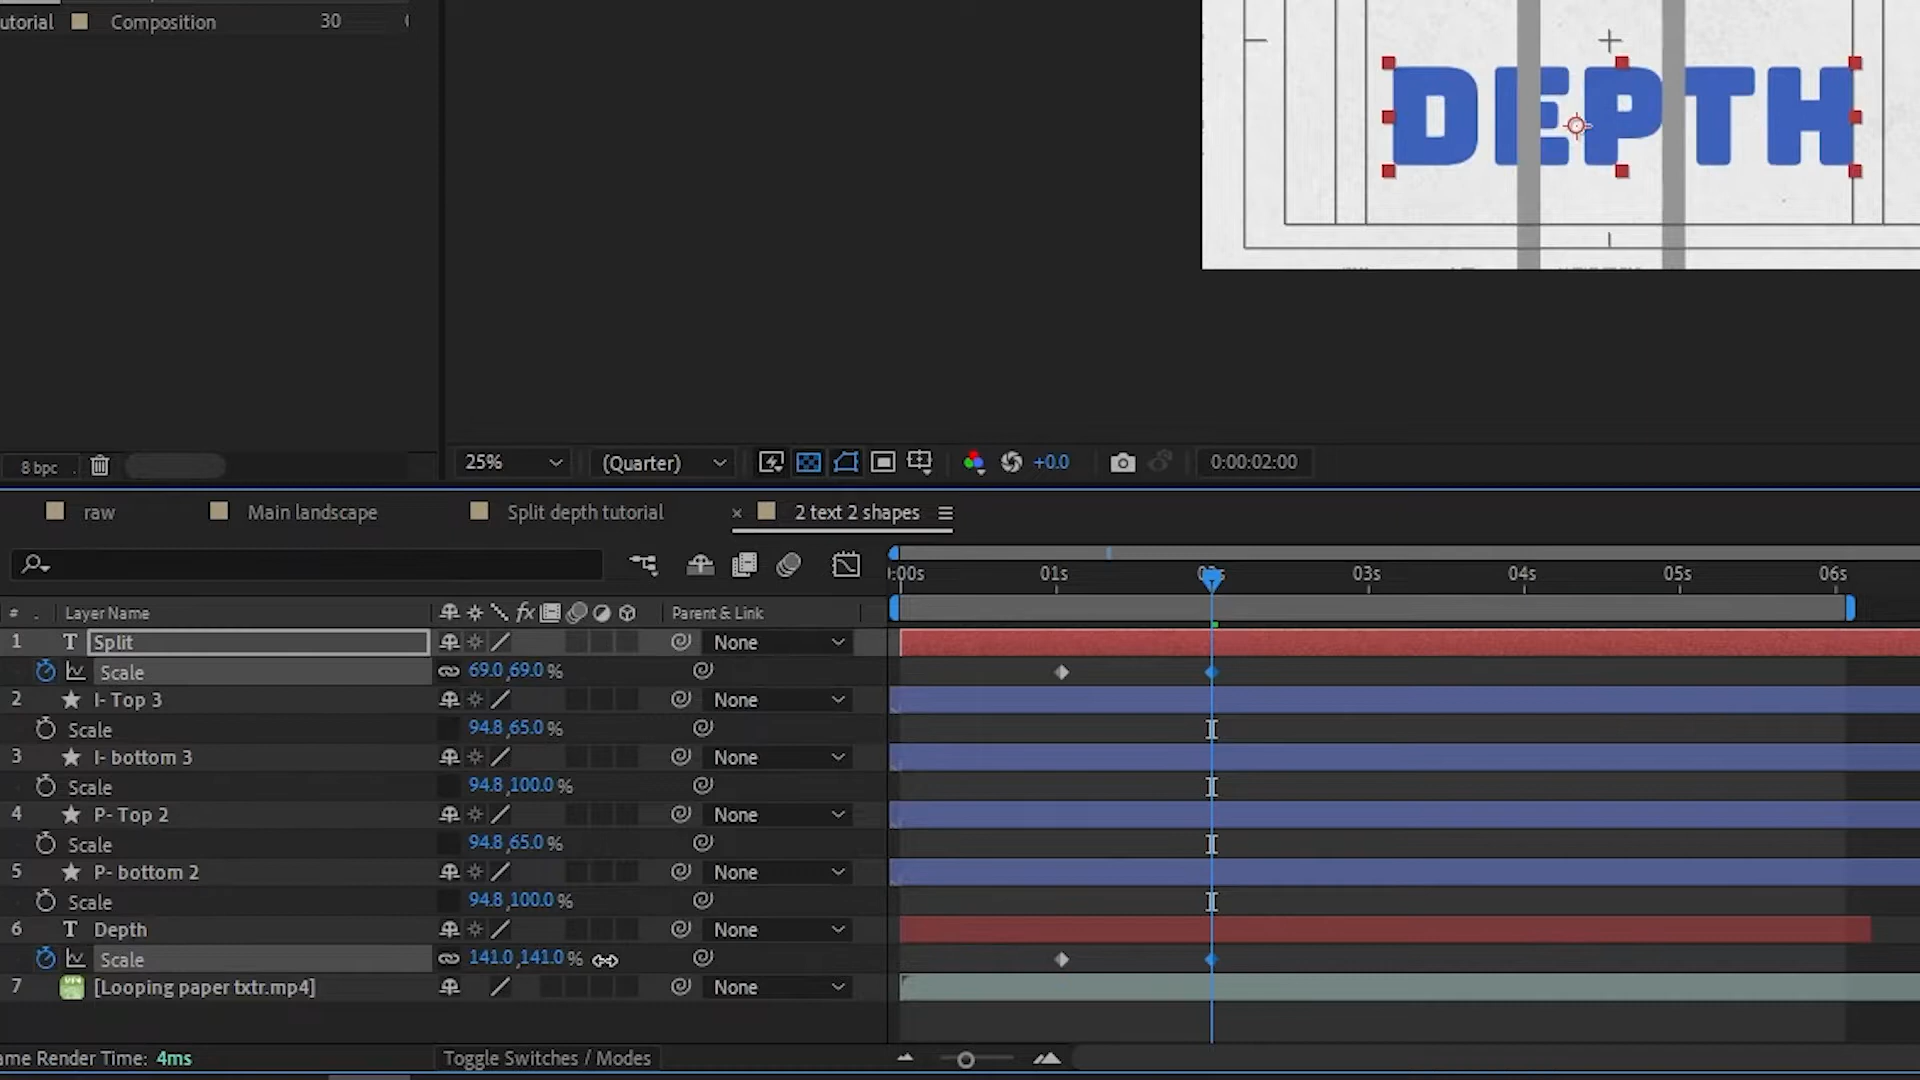 utorial Composition 30
DEPTH
8 bpc
25% (Quarter) +0.0 0:00:02:00
raw Main landscape Split depth tutorial × 2 text 2 shapes
:00s 01s 02s 03s 04s 05s 06s
# . Layer Name fx Parent & Link
1 T Split None
Scale 69.0,69.0%
2 I- Top 3 None
Scale 94.8,65.0%
3 I- bottom 3 None
Scale 94.8,100.0%
4 P- Top 2 None
Scale 94.8,65.0%
5 P- bottom 2 None
Scale 94.8,100.0%
6 T Depth None
Scale 141.0,141.0%
7 [Looping paper txtr.mp4] None
ame Render Time: 4ms Toggle Switches / Modes